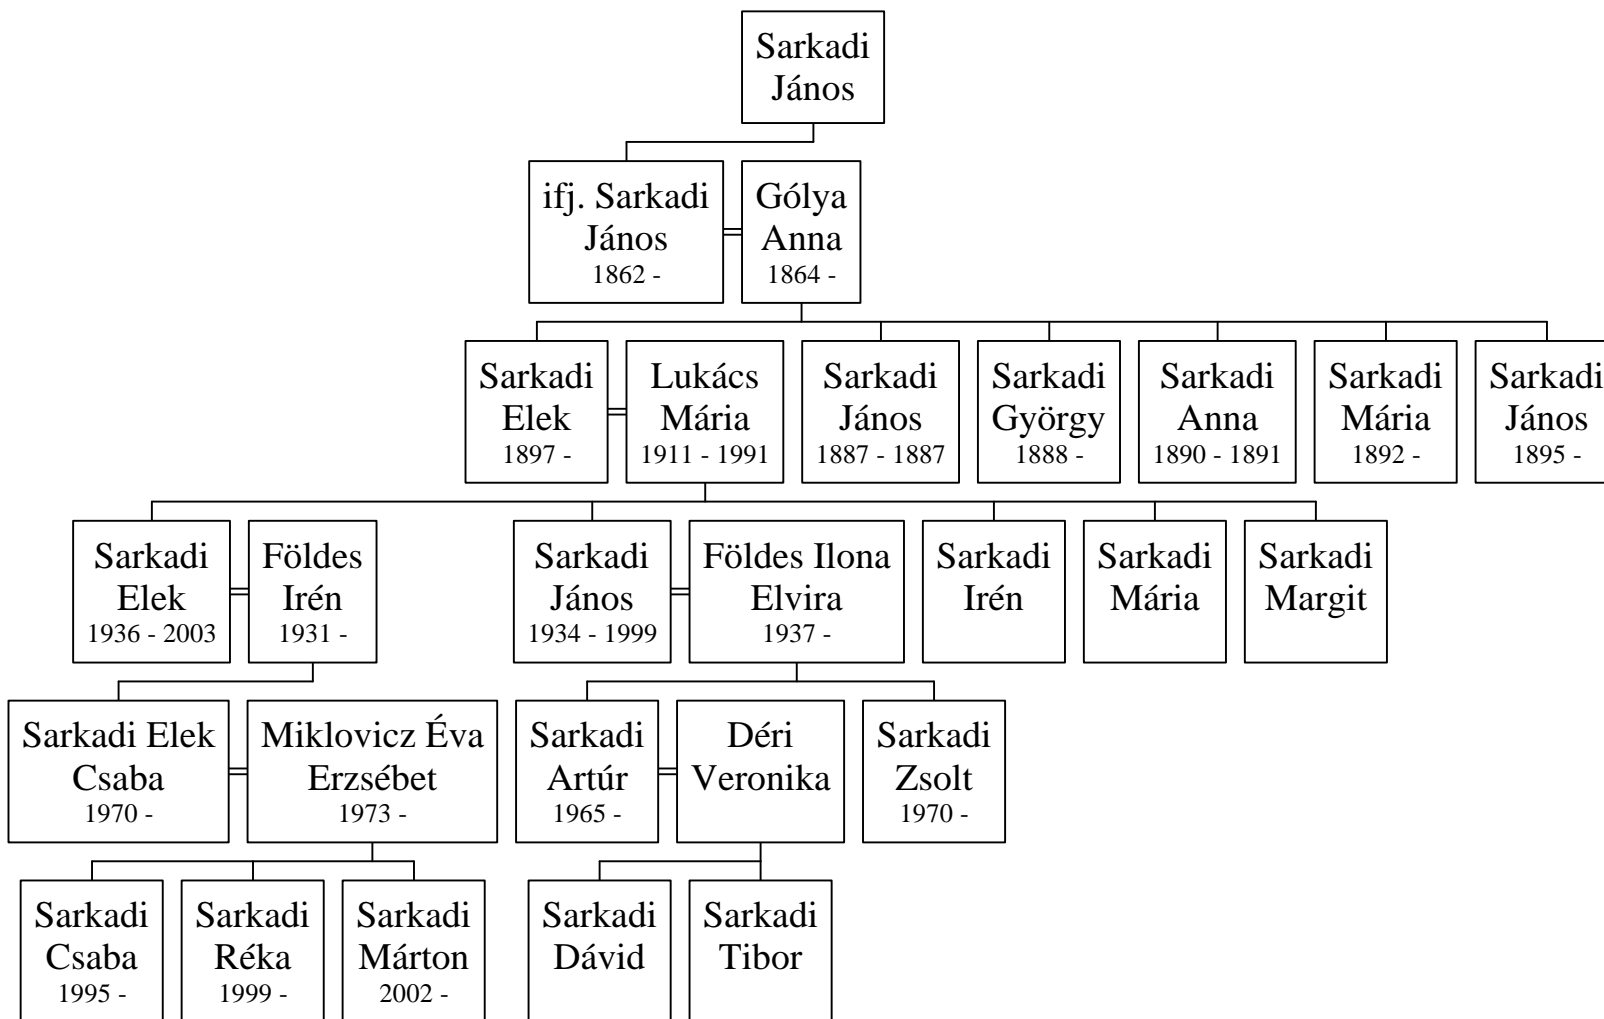 Sarkadi
János
ifj. Sarkadi
János
1862 -
Gólya
Anna
1864 -
Sarkadi
Elek
1897 -
Lukács
Mária
1911 - 1991
Sarkadi
János
1887 - 1887
Sarkadi
György
1888 -
Sarkadi
Anna
1890 - 1891
Sarkadi
Mária
1892 -
Sarkadi
János
1895 -
Sarkadi
Elek
1936 - 2003
Földes
Irén
1931 -
Sarkadi
János
1934 - 1999
Földes Ilona
Elvira
1937 -
Sarkadi
Irén
Sarkadi
Mária
Sarkadi
Margit
Sarkadi Elek
Csaba
1970 -
Miklovicz Éva
Erzsébet
1973 -
Sarkadi
Artúr
1965 -
Déri
Veronika
Sarkadi
Zsolt
1970 -
Sarkadi
Csaba
1995 -
Sarkadi
Réka
1999 -
Sarkadi
Márton
2002 -
Sarkadi
Dávid
Sarkadi
Tibor